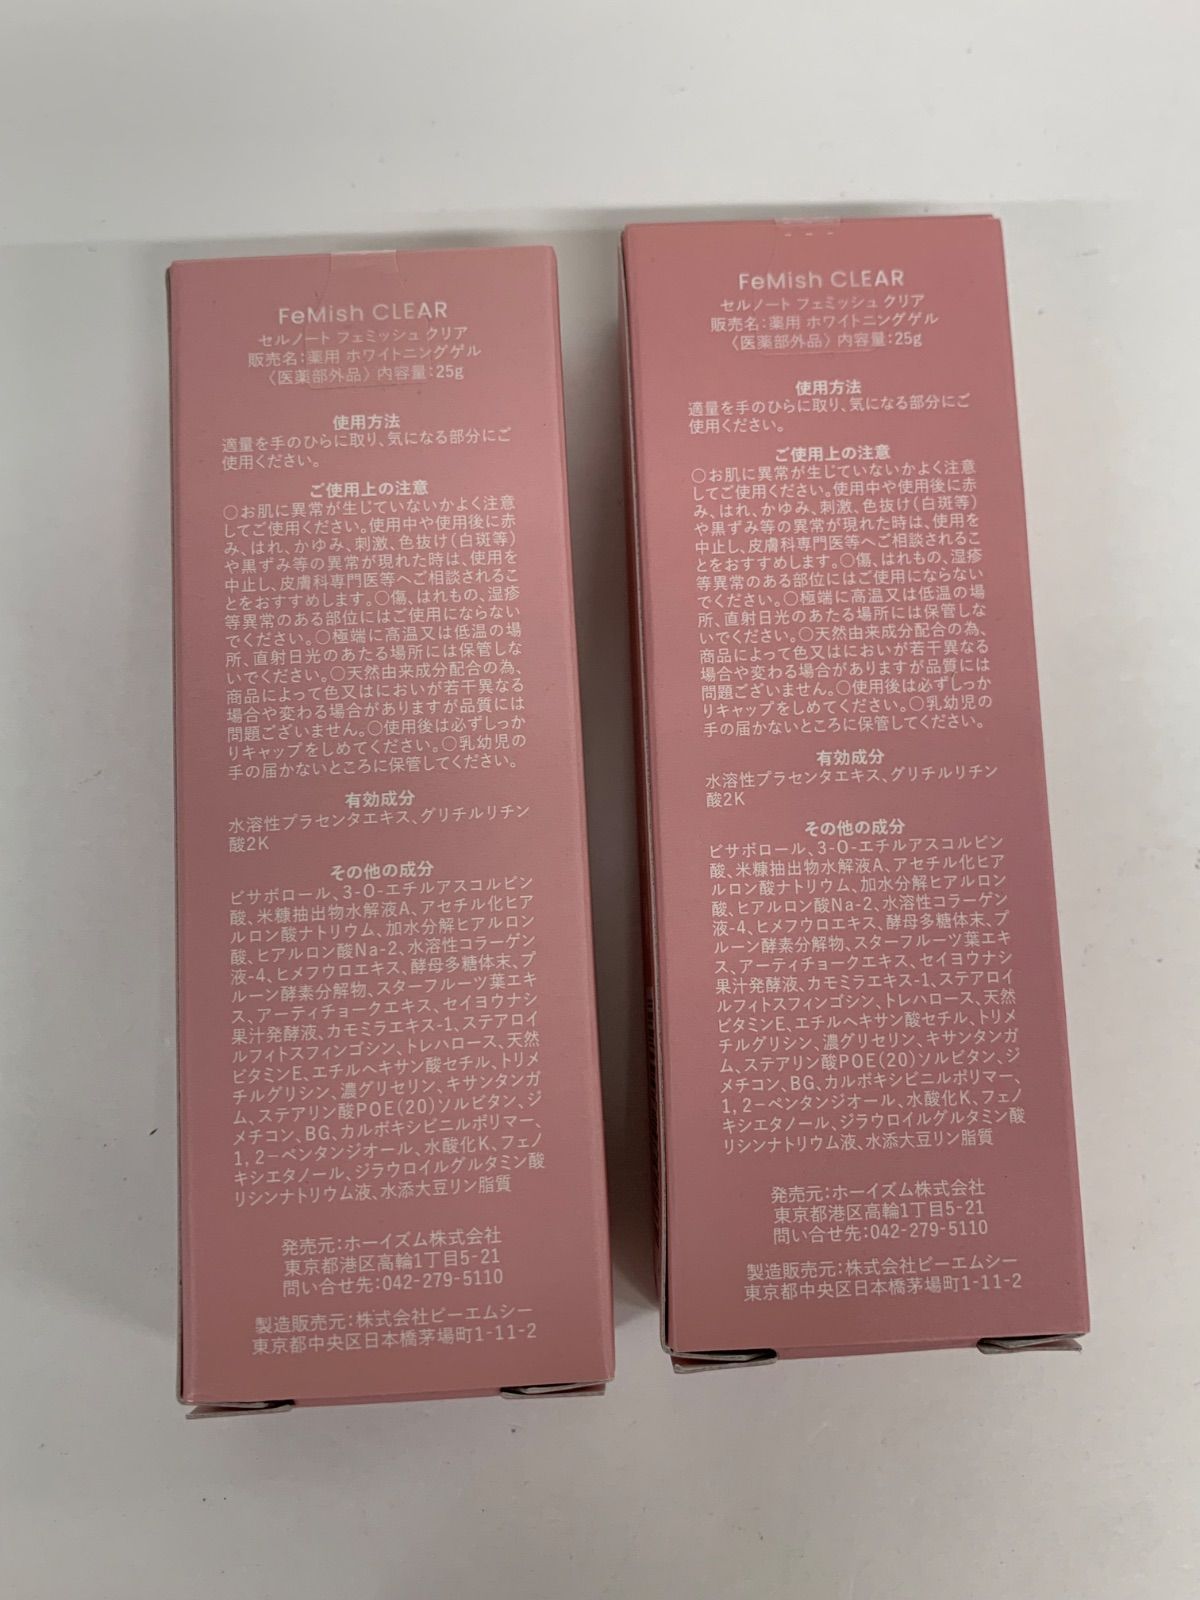 FeMish CLEAR
セルノート フェミッシュ クリア
販売名:薬用 ホワイトニングゲル
〈医薬部外品〉内容量:25g
使用方法
適量を手のひらに取り、気になる部分にご
使用ください。
ご使用上の注意
○お肌に異常が生じていないかよく注意
してご使用ください。使用中や使用後に赤
み、はれ、かゆみ、刺激、色抜け(白斑等)
や黒ずみ等の異常が現れた時は、使用を
中止し、皮膚科専門医等へご相談されるこ
とをおすすめします。○傷、はれもの、湿疹
等異常のある部位にはご使用にならない
でください。○極端に高温又は低温の場
所、直射日光のあたる場所には保管しな
いでください。○天然由来成分配合の為、
商品によって色又はにおいが若干異なる
場合や変わる場合がありますが品質には
問題ございません。○使用後は必ずしっか
りキャップをしめてください。○乳幼児の
手の届かないところに保管してください。
有効成分
水溶性プラセンタエキス、グリチルリチン
酸2K
その他の成分
ビサボロール、3-O-エチルアスコルビン
酸、米糠抽出物水解液A、アセチル化ヒア
ルロン酸ナトリウム、加水分解ヒアルロン
酸、ヒアルロン酸Na-2、水溶性コラーゲン
液-4、ヒメフウロエキス、酵母多糖体末、プ
ルーン酵素分解物、スターフルーツ葉エキ
ス、アーティチョークエキス、セイヨウナシ
果汁発酵液、カモミラエキス-1、ステアロイ
ルフィトスフィンゴシン、トレハロース、天然
ビタミンE、エチルヘキサン酸セチル、トリメ
チルグリシン、濃グリセリン、キサンタンガ
ム、ステアリン酸POE(20)ソルビタン、ジ
メチコン、BG、カルボキシビニルポリマー、
1,2−ペンタンジオール、水酸化K、フェノ
キシエタノール、ジラウロイルグルタミン酸
リシンナトリウム液、水添大豆リン脂質
発売元:ホーイズム株式会社
東京都港区高輪1丁目5-21
問い合せ先:042-279-5110
製造販売元:株式会社ピーエムシー
東京都中央区日本橋茅場町1-11-2
FeMish CLEAR
セルノート フェミッシュ クリア
販売名:薬用 ホワイトニングゲル
〈医薬部外品〉内容量:25g
使用方法
適量を手のひらに取り、気になる部分にご
使用ください。
ご使用上の注意
○お肌に異常が生じていないかよく注意
してご使用ください。使用中や使用後に赤
み、はれ、かゆみ、刺激、色抜け(白斑等)
や黒ずみ等の異常が現れた時は、使用を
中止し、皮膚科専門医等へご相談されるこ
とをおすすめします。○傷、はれもの、湿疹
等異常のある部位にはご使用にならない
でください。○極端に高温又は低温の場
所、直射日光のあたる場所には保管しな
いでください。○天然由来成分配合の為、
商品によって色又はにおいが若干異なる
場合や変わる場合がありますが品質には
問題ございません。○使用後は必ずしっか
りキャップをしめてください。○乳幼児の
手の届かないところに保管してください。
有効成分
水溶性プラセンタエキス、グリチルリチン
酸2K
その他の成分
ビサボロール、3-O-エチルアスコルビン
酸、米糠抽出物水解液A、アセチル化ヒア
ルロン酸ナトリウム、加水分解ヒアルロン
酸、ヒアルロン酸Na-2、水溶性コラーゲン
液-4、ヒメフウロエキス、酵母多糖体末、プ
ルーン酵素分解物、スターフルーツ葉エキ
ス、アーティチョークエキス、セイヨウナシ
果汁発酵液、カモミラエキス-1、ステアロイ
ルフィトスフィンゴシン、トレハロース、天然
ビタミンE、エチルヘキサン酸セチル、トリメ
チルグリシン、濃グリセリン、キサンタンガ
ム、ステアリン酸POE(20)ソルビタン、ジ
メチコン、BG、カルボキシビニルポリマー、
1,2−ペンタンジオール、水酸化K、フェノ
キシエタノール、ジラウロイルグルタミン酸
リシンナトリウム液、水添大豆リン脂質
発売元:ホーイズム株式会社
東京都港区高輪1丁目5-21
問い合せ先:042-279-5110
製造販売元:株式会社ピーエムシー
東京都中央区日本橋茅場町1-11-2